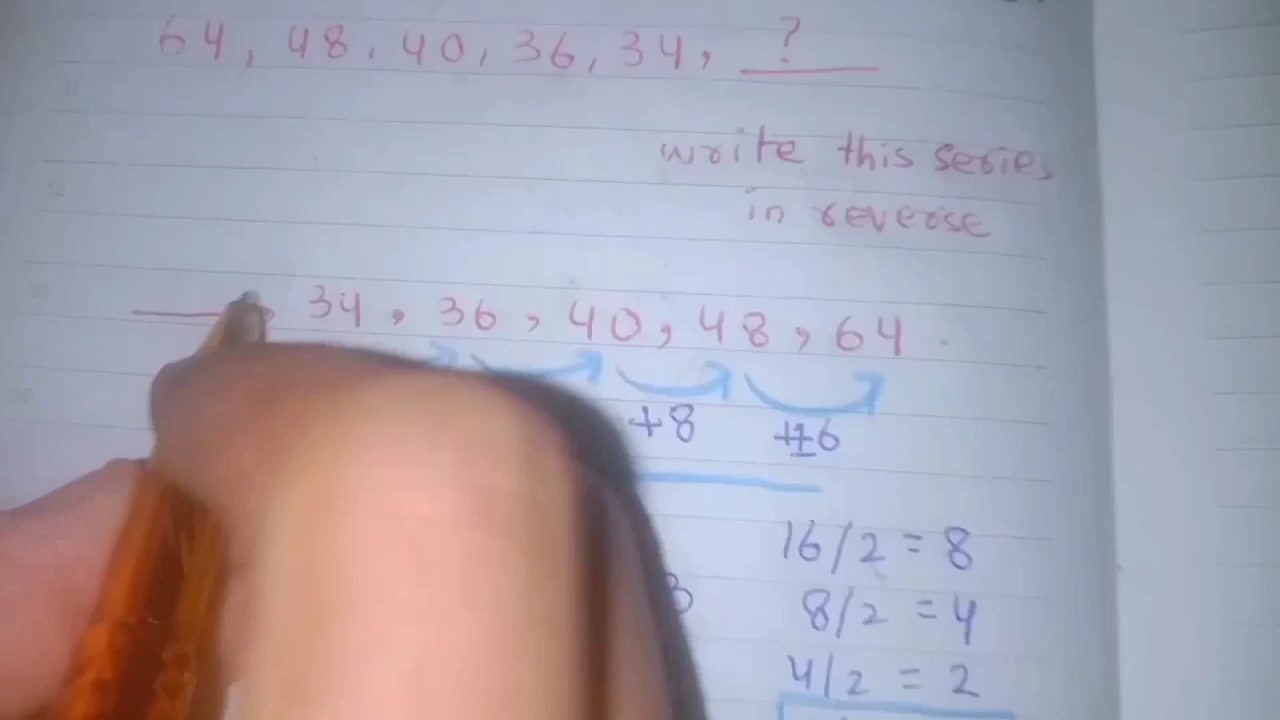 64, 48, 40, 36, 34, ?
write this series
in reverse
34, 36, 40, 48, 64
+8 +16
16/2 = 8
8/2 = 4
4/2 = 2